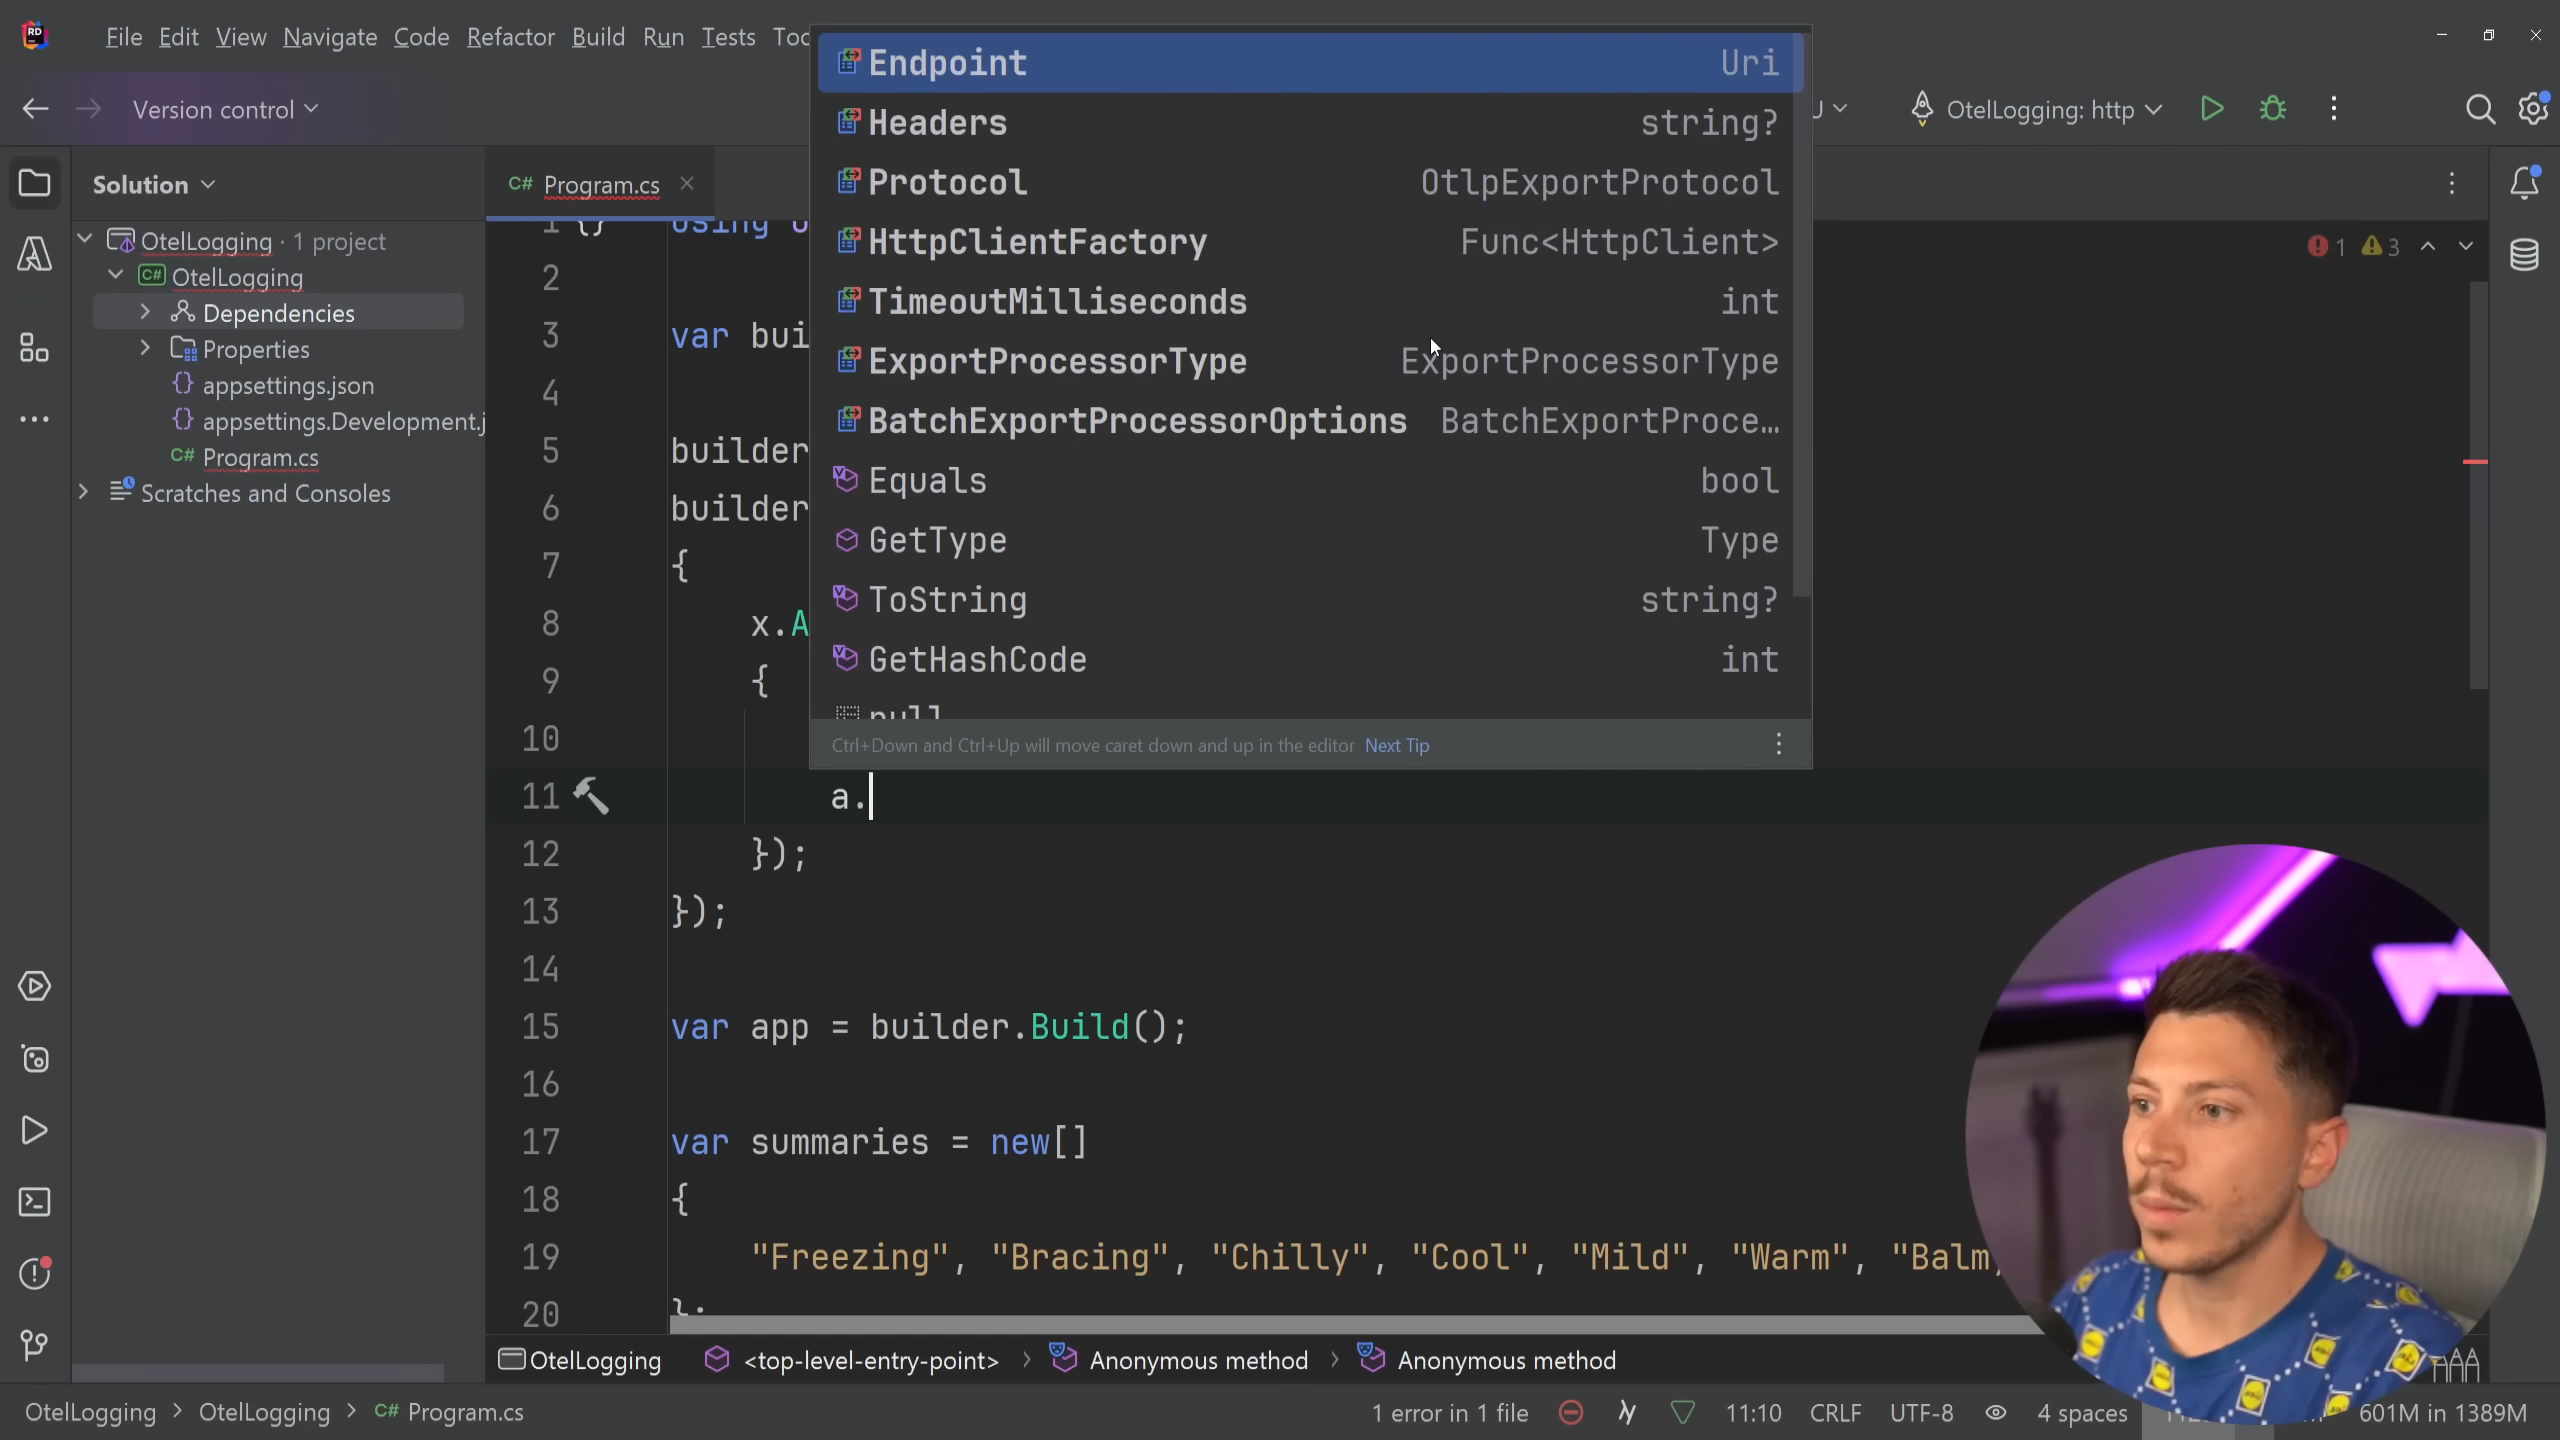 RD
File Edit View Navigate Code Refactor Build Run Tests
Version control
OtelLogging: http
Solution
C# Program.cs
OtelLogging · 1 project
C# OtelLogging
Dependencies
Properties
{} appsettings.json
{} appsettings.Development.j
C# Program.cs
Scratches and Consoles
Endpoint Uri
Headers string?
Protocol OtlpExportProtocol
HttpClientFactory Func<HttpClient>
TimeoutMilliseconds int
ExportProcessorType ExportProcessorType
BatchExportProcessorOptions BatchExportProce…
Equals bool
GetType Type
ToString string?
GetHashCode int
null
Ctrl+Down and Ctrl+Up will move caret down and up in the editor Next Tip
1 3
1 {} using
2
3 var bui
4
5 builder
6 builder
7 {
8 x.A
9 {
10
11 a.
12 });
13 });
14
15 var app = builder.Build();
16
17 var summaries = new[]
18 {
19 "Freezing", "Bracing", "Chilly", "Cool", "Mild", "Warm", "Balm
20 };
OtelLogging <top-level-entry-point> › Anonymous method › Anonymous method
OtelLogging > OtelLogging > C# Program.cs
1 error in 1 file 11:10 CRLF UTF-8 4 spaces 601M in 1389M